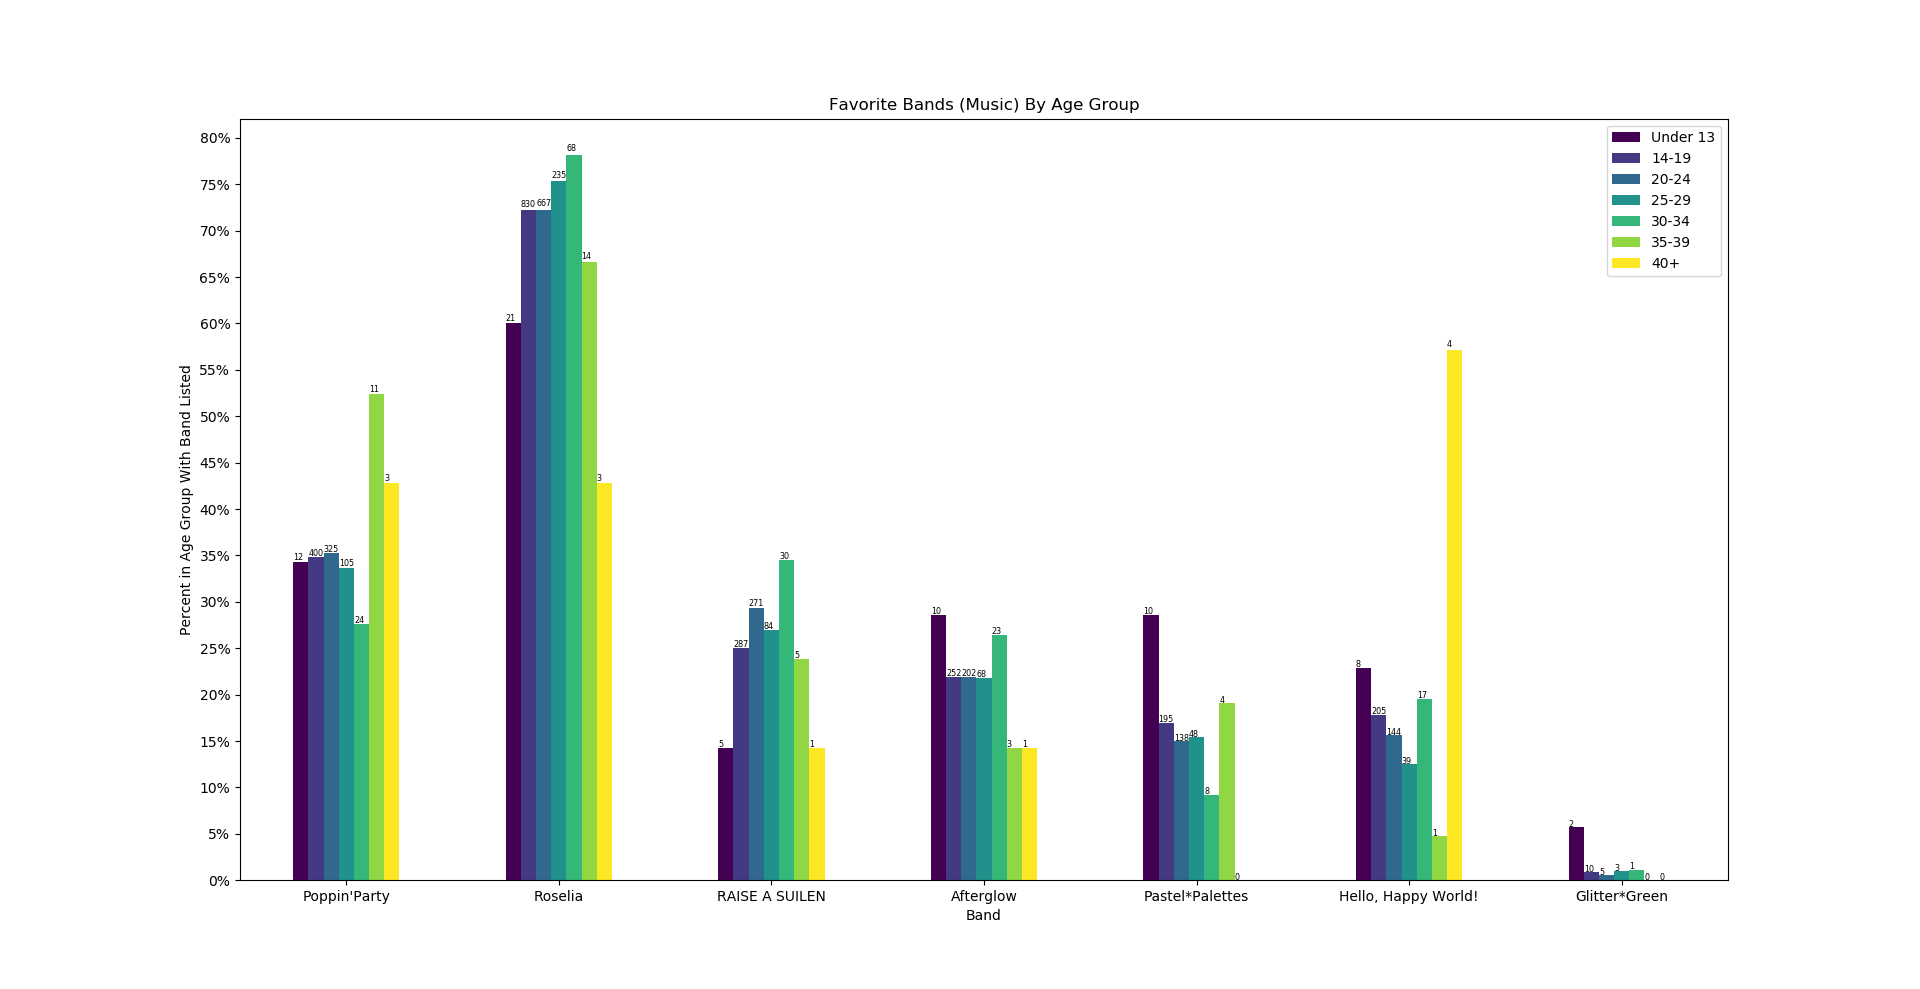 Favorite Bands (Music) By Age Group
Under 13
14-19
20-24
25-29
30-34
35-39
40+
Percent in Age Group With Band Listed
80%
75%
70%
65%
60%
55%
50%
45%
40%
35%
30%
25%
20%
15%
10%
5%
0%
12 400 325 105 24 11 3
21 830 667 235 68 14 3
5 287 271 84 30 5 1
10 252 202 68 23 3 1
10 195 138 48 8 4 0
8 205 144 39 17 1 4
2 10 5 3 1 0 0
Poppin'Party Roselia RAISE A SUILEN Afterglow Pastel*Palettes Hello, Happy World! Glitter*Green
Band